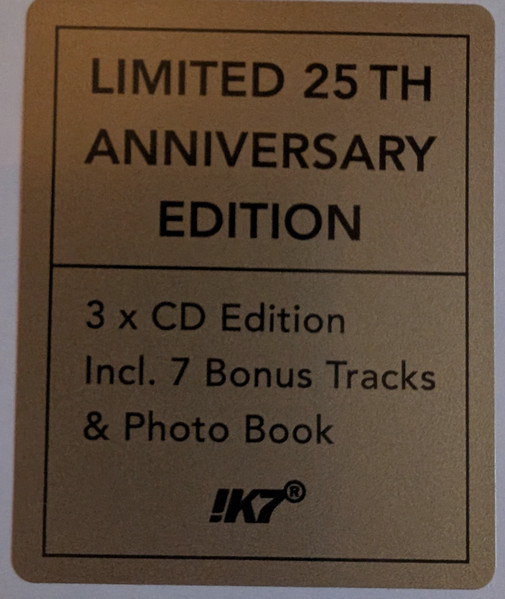 LIMITED 25 TH
ANNIVERSARY
EDITION
3 x CD Edition
Incl. 7 Bonus Tracks
& Photo Book
!K7®